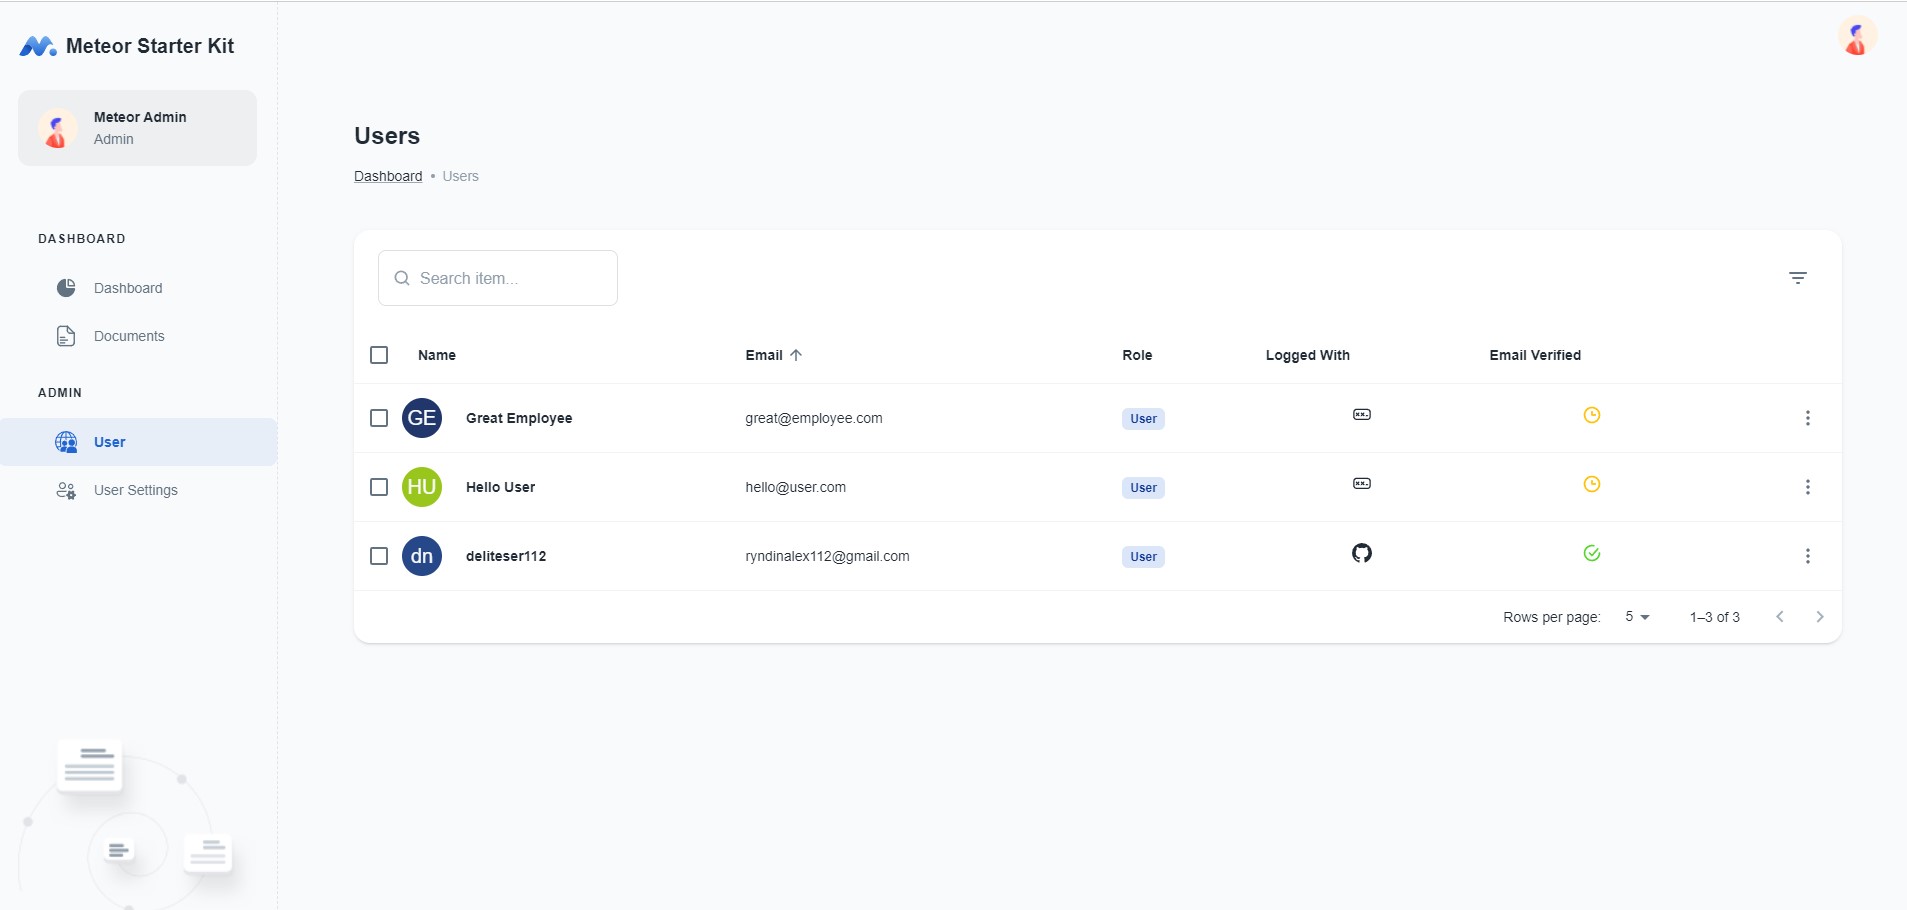 Meteor Starter Kit
Meteor Admin
Admin
DASHBOARD
Dashboard
Documents
ADMIN
User
User Settings
Users
Dashboard • Users
Search item...
Name Email Role Logged With Email Verified
GE Great Employee great@employee.com User
HU Hello User hello@user.com User
dn deliteser112 ryndinalex112@gmail.com User
Rows per page: 5 1–3 of 3